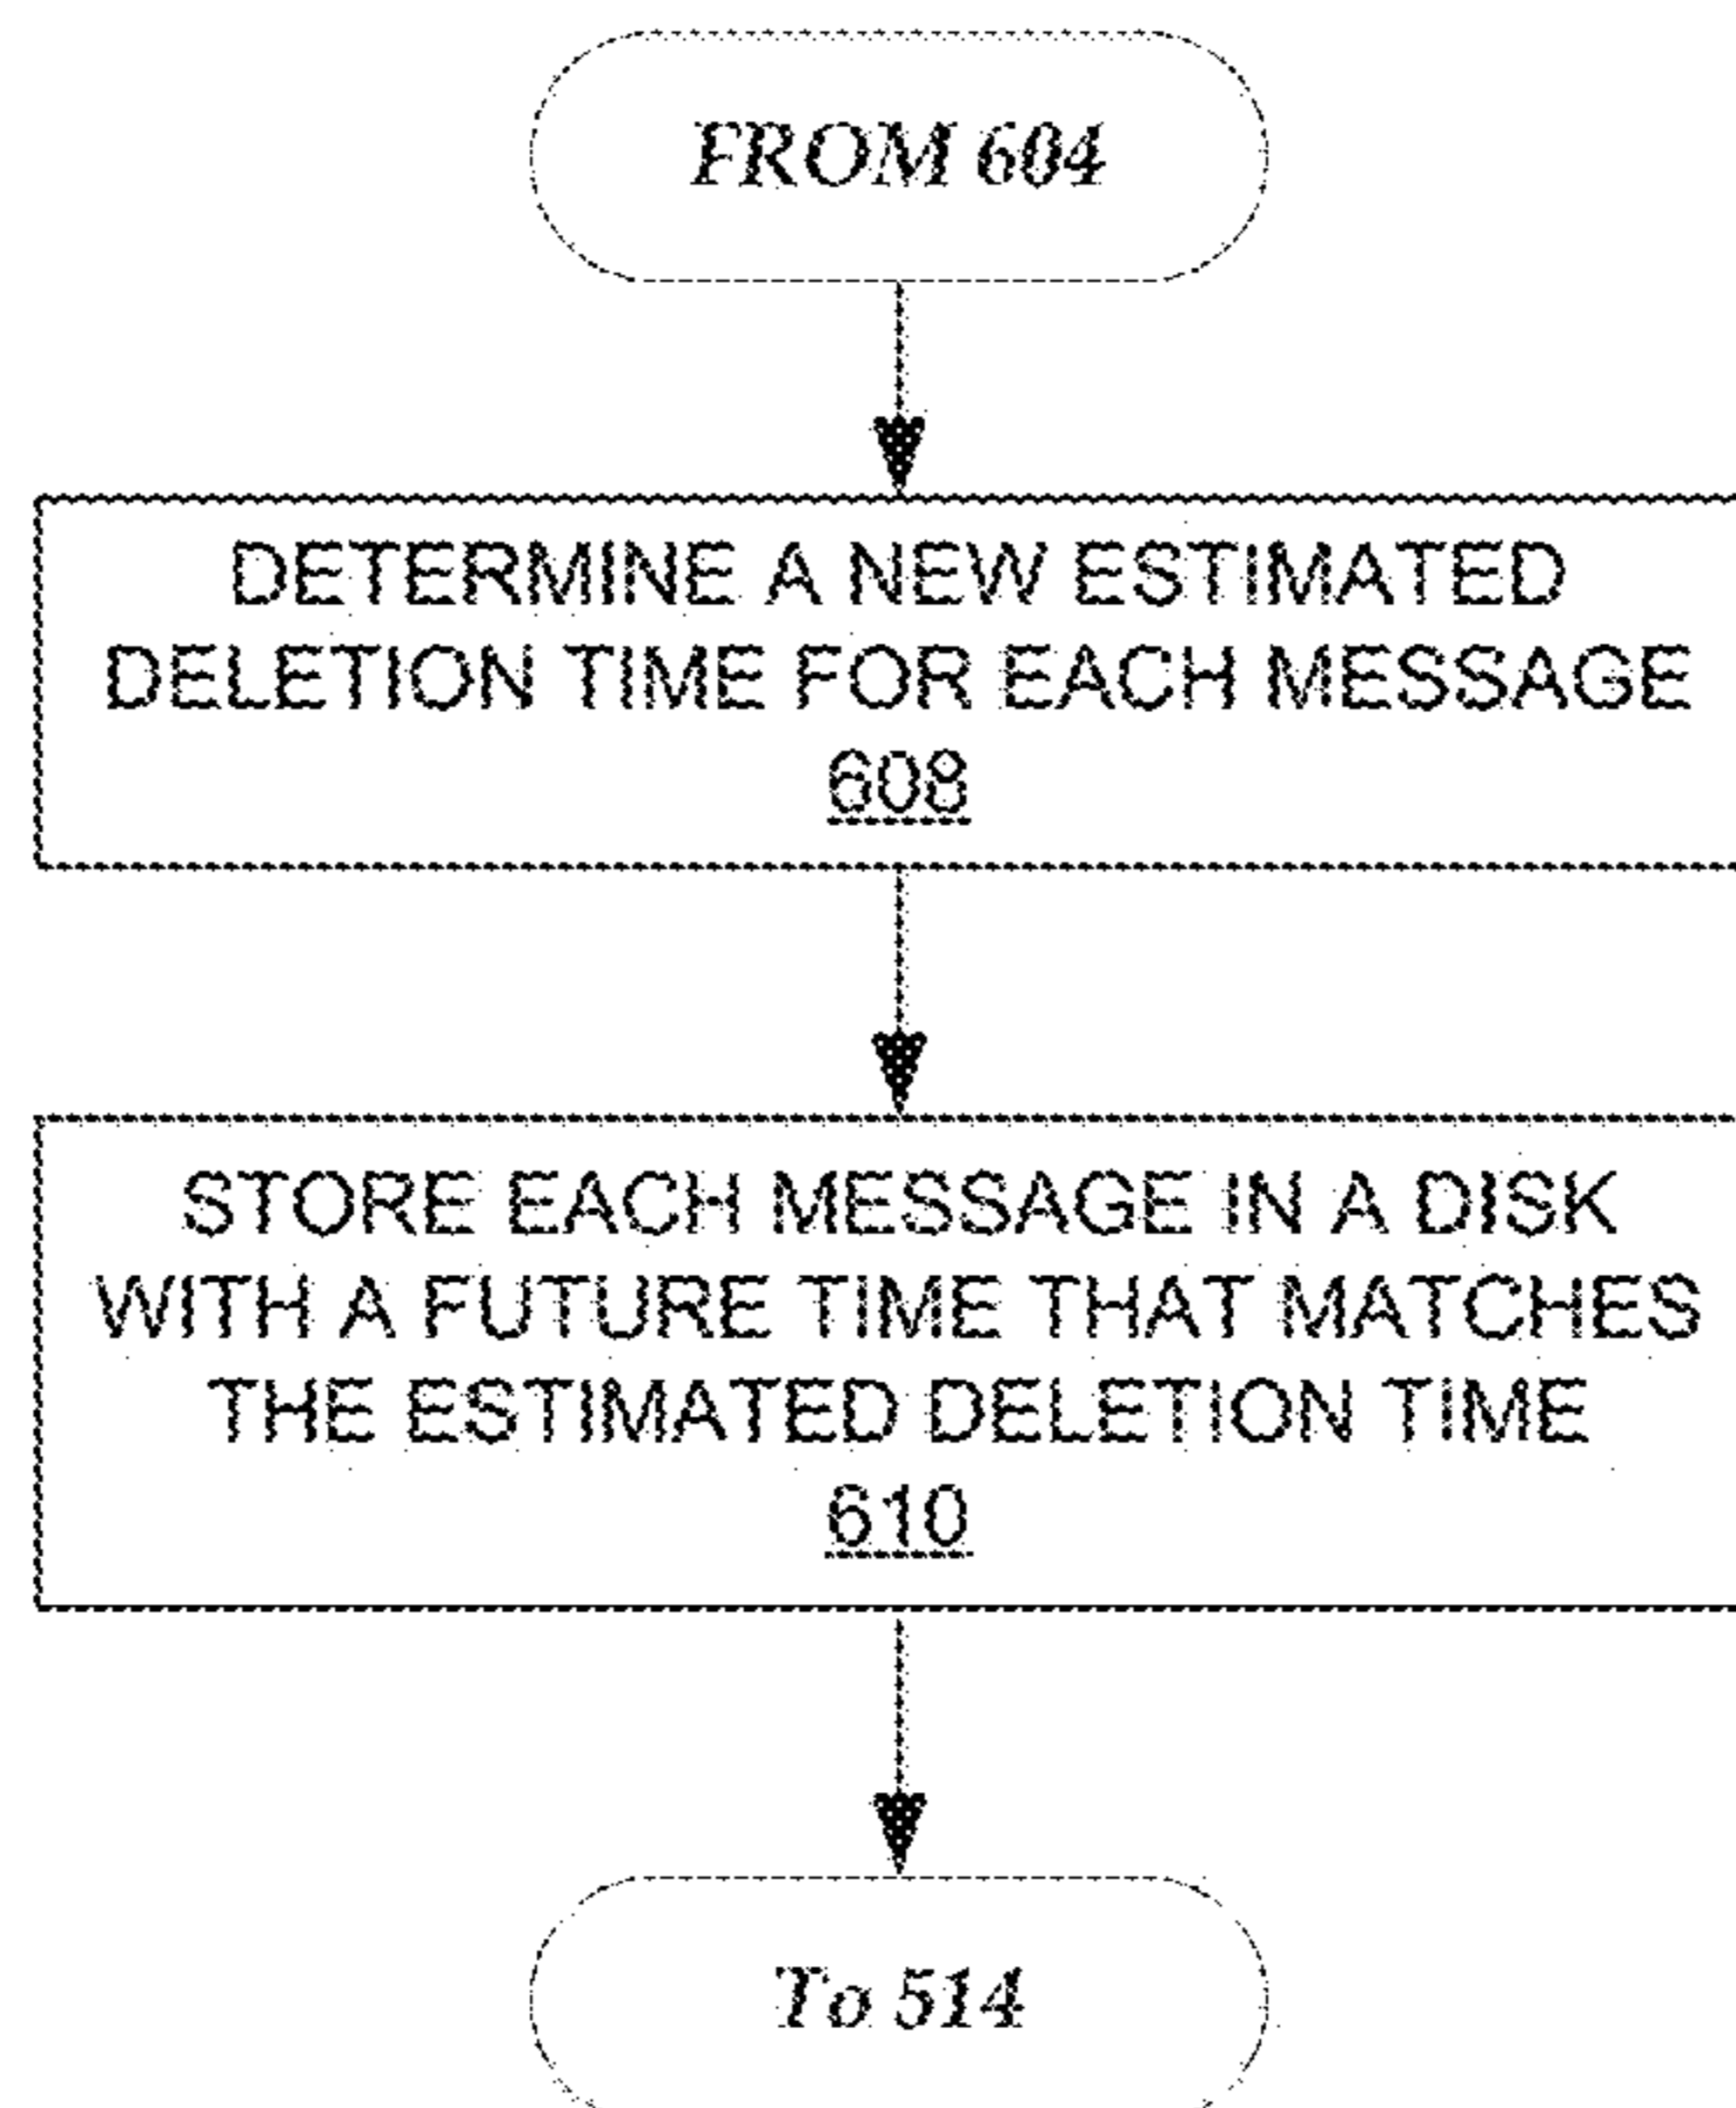 FROM 604
DETERMINE A NEW ESTIMATED
DELETION TIME FOR EACH MESSAGE
608
STORE EACH MESSAGE IN A DISK
WITH A FUTURE TIME THAT MATCHES
THE ESTIMATED DELETION TIME
610
To 514